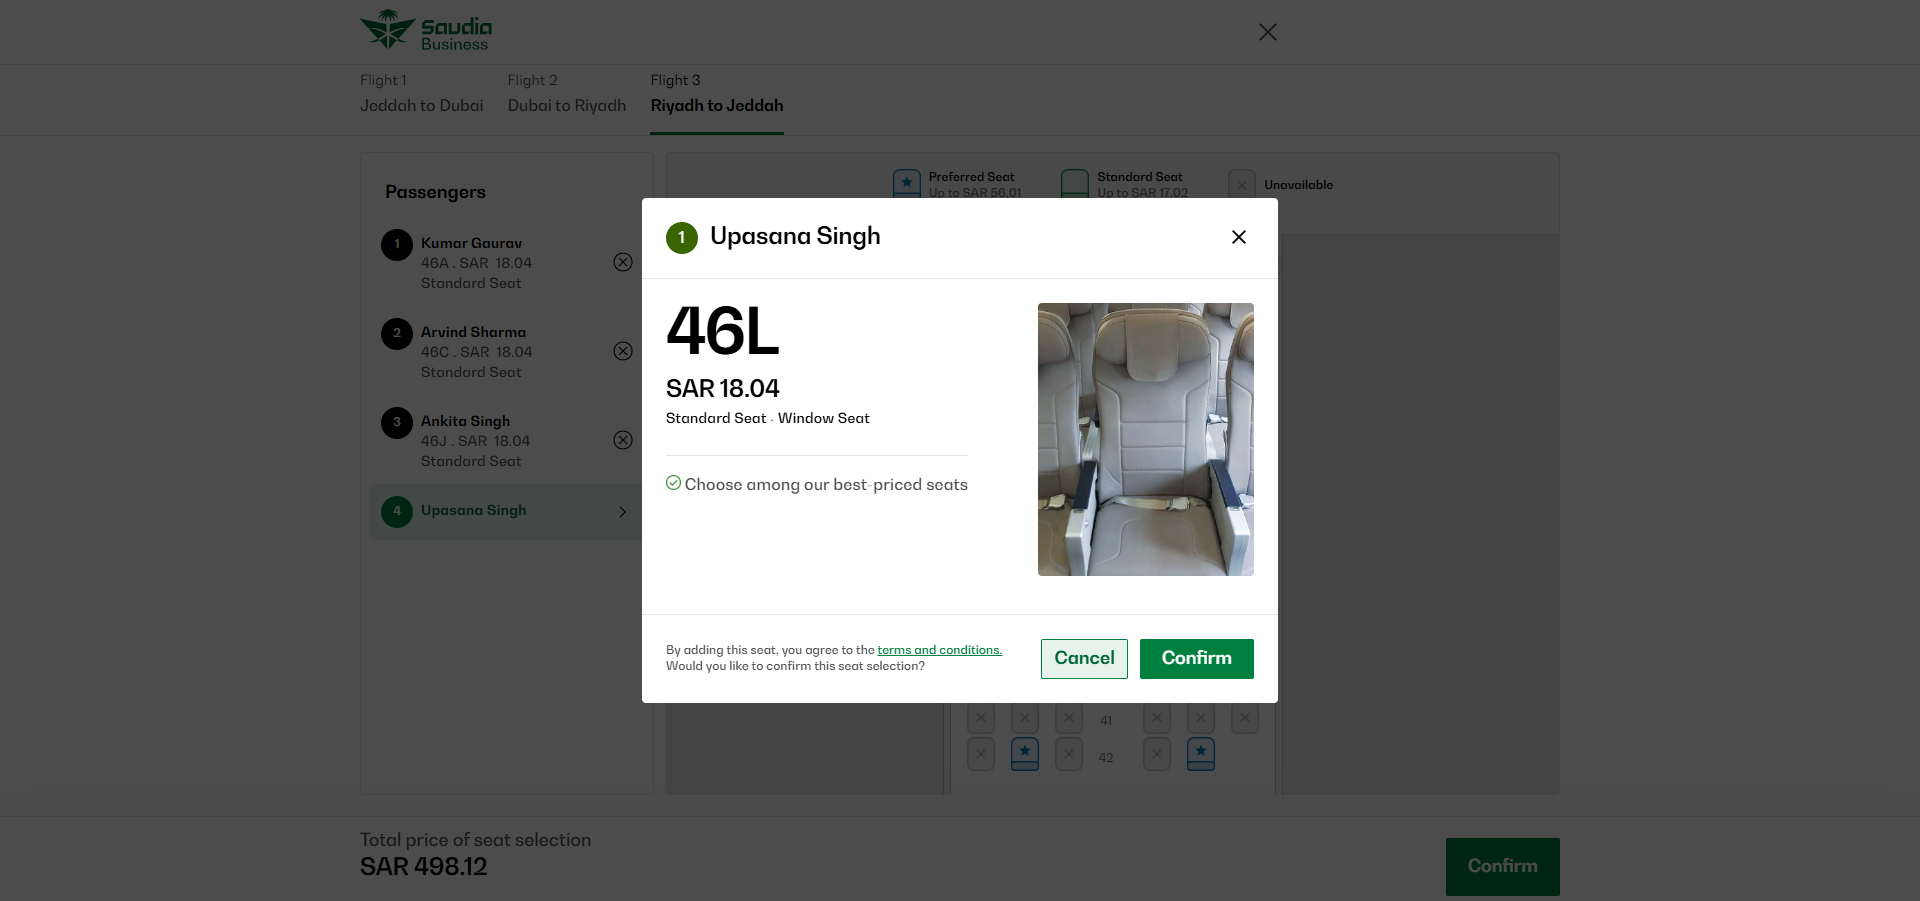 Saudia
Business
Flight 1
Jeddah to Dubai
Flight 2
Dubai to Riyadh
Flight 3
Riyadh to Jeddah
Passengers
1
Kumar Gaurav
46A . SAR 18.04
Standard Seat
2
Arvind Sharma
46C . SAR 18.04
Standard Seat
3
Ankita Singh
46J . SAR 18.04
Standard Seat
4
Upasana Singh
Preferred Seat
Up to SAR 56.01
Standard Seat
Up to SAR 17.02
Unavailable
1
Upasana Singh
46L
SAR 18.04
Standard Seat · Window Seat
Choose among our best-priced seats
By adding this seat, you agree to the terms and conditions.
Would you like to confirm this seat selection?
Cancel
Confirm
41
42
Total price of seat selection
SAR 498.12
Confirm